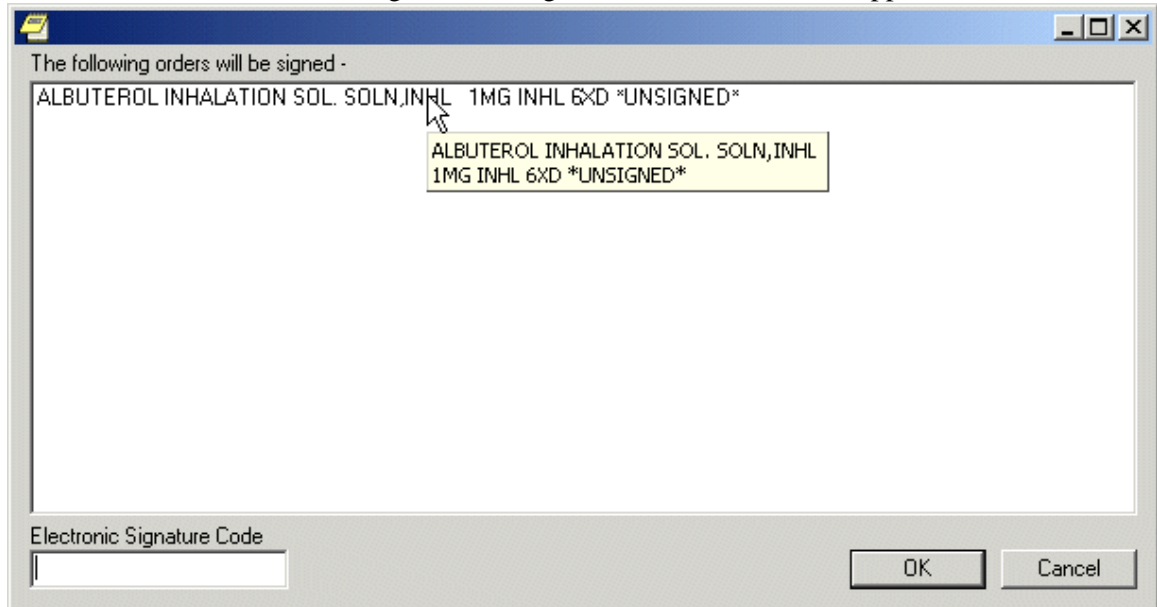 The following orders will be signed -
ALBUTEROL INHALATION SOL. SOLN,INHL 1MG INHL 6XD *UNSIGNED*
ALBUTEROL INHALATION SOL. SOLN,INHL
1MG INHL 6XD *UNSIGNED*
Electronic Signature Code
OK Cancel